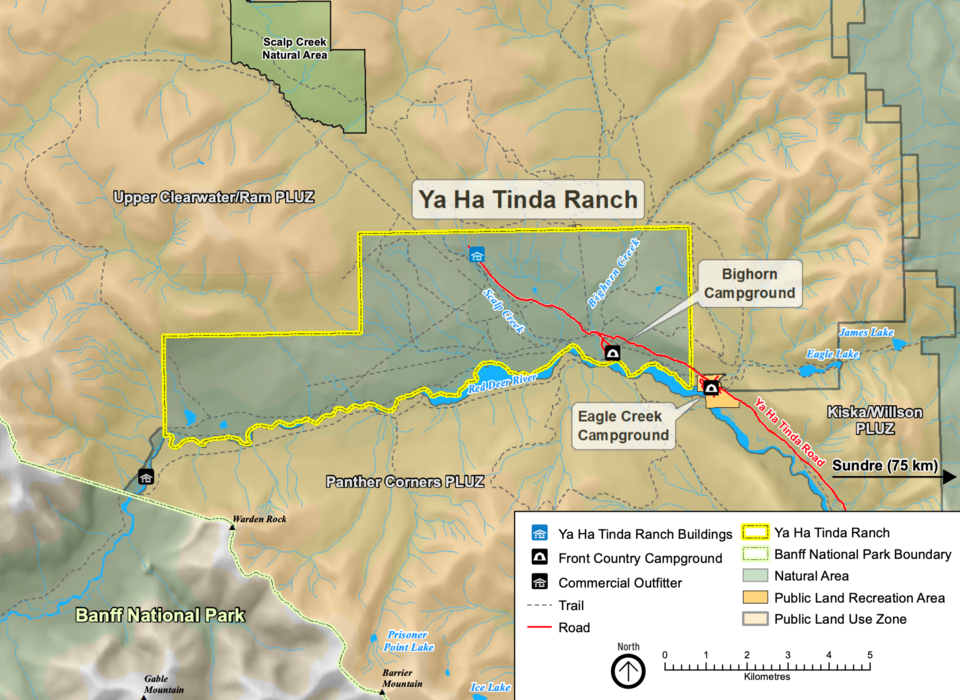 Scalp Creek
Natural Area
Upper Clearwater/Ram PLUZ
Ya Ha Tinda Ranch
Bighorn Creek
Scalp Creek
Bighorn
Campground
James Lake
Eagle Lake
Red Deer River
Eagle Creek
Campground
Ya Ha Tinda Road
Kiska/Willson
PLUZ
Sundre (75 km)
Panther Corners PLUZ
Warden Rock
Banff National Park
Prisoner
Point Lake
Gable
Mountain
Barrier
Mountain
Ice Lake
Ya Ha Tinda Ranch Buildings
Front Country Campground
Commercial Outfitter
Trail
Road
Ya Ha Tinda Ranch
Banff National Park Boundary
Natural Area
Public Land Recreation Area
Public Land Use Zone
North
0 1 2 3 4 5
Kilometres